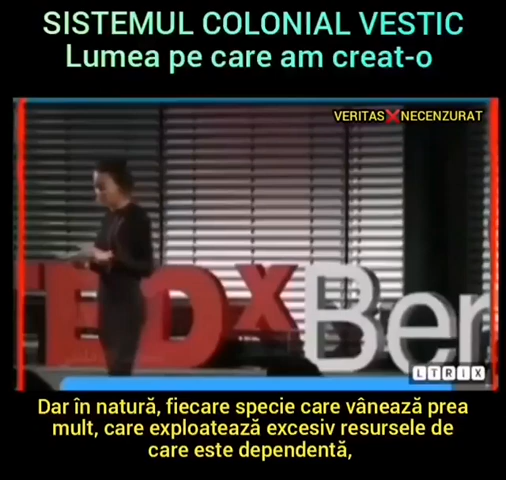 SISTEMUL COLONIAL VESTIC
Lumea pe care am creat-o
VERITAS❌NECENZURAT
TEDxBer
LTRIX
Dar în natură, fiecare specie care vânează prea
mult, care exploatează excesiv resursele de
care este dependentă,